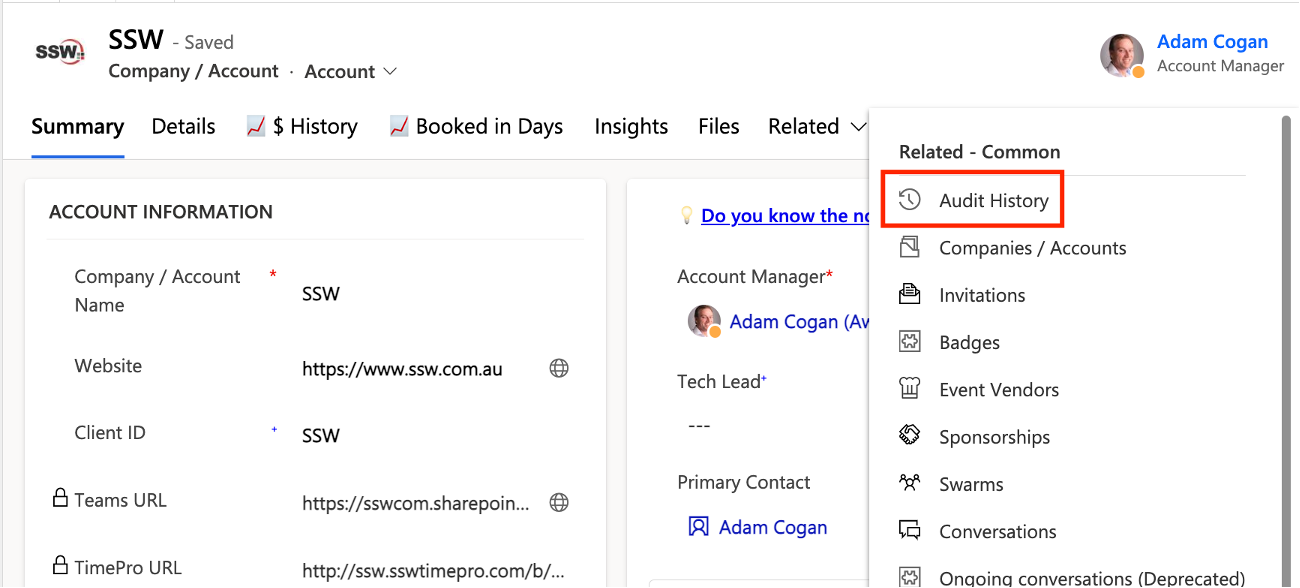 SSW
SSW - Saved
Company / Account · Account
Adam Cogan
Account Manager
Summary Details $ History Booked in Days Insights Files Related
ACCOUNT INFORMATION
Company / Account Name *
SSW
Website
https://www.ssw.com.au
Client ID +
SSW
Teams URL
https://sswcom.sharepoin...
TimePro URL
http://ssw.sswtimepro.com/b/...
Do you know the
Account Manager*
Adam Cogan (Av
Tech Lead+
---
Primary Contact
Adam Cogan
Related - Common
Audit History
Companies / Accounts
Invitations
Badges
Event Vendors
Sponsorships
Swarms
Conversations
Ongoing conversations (Deprecated)